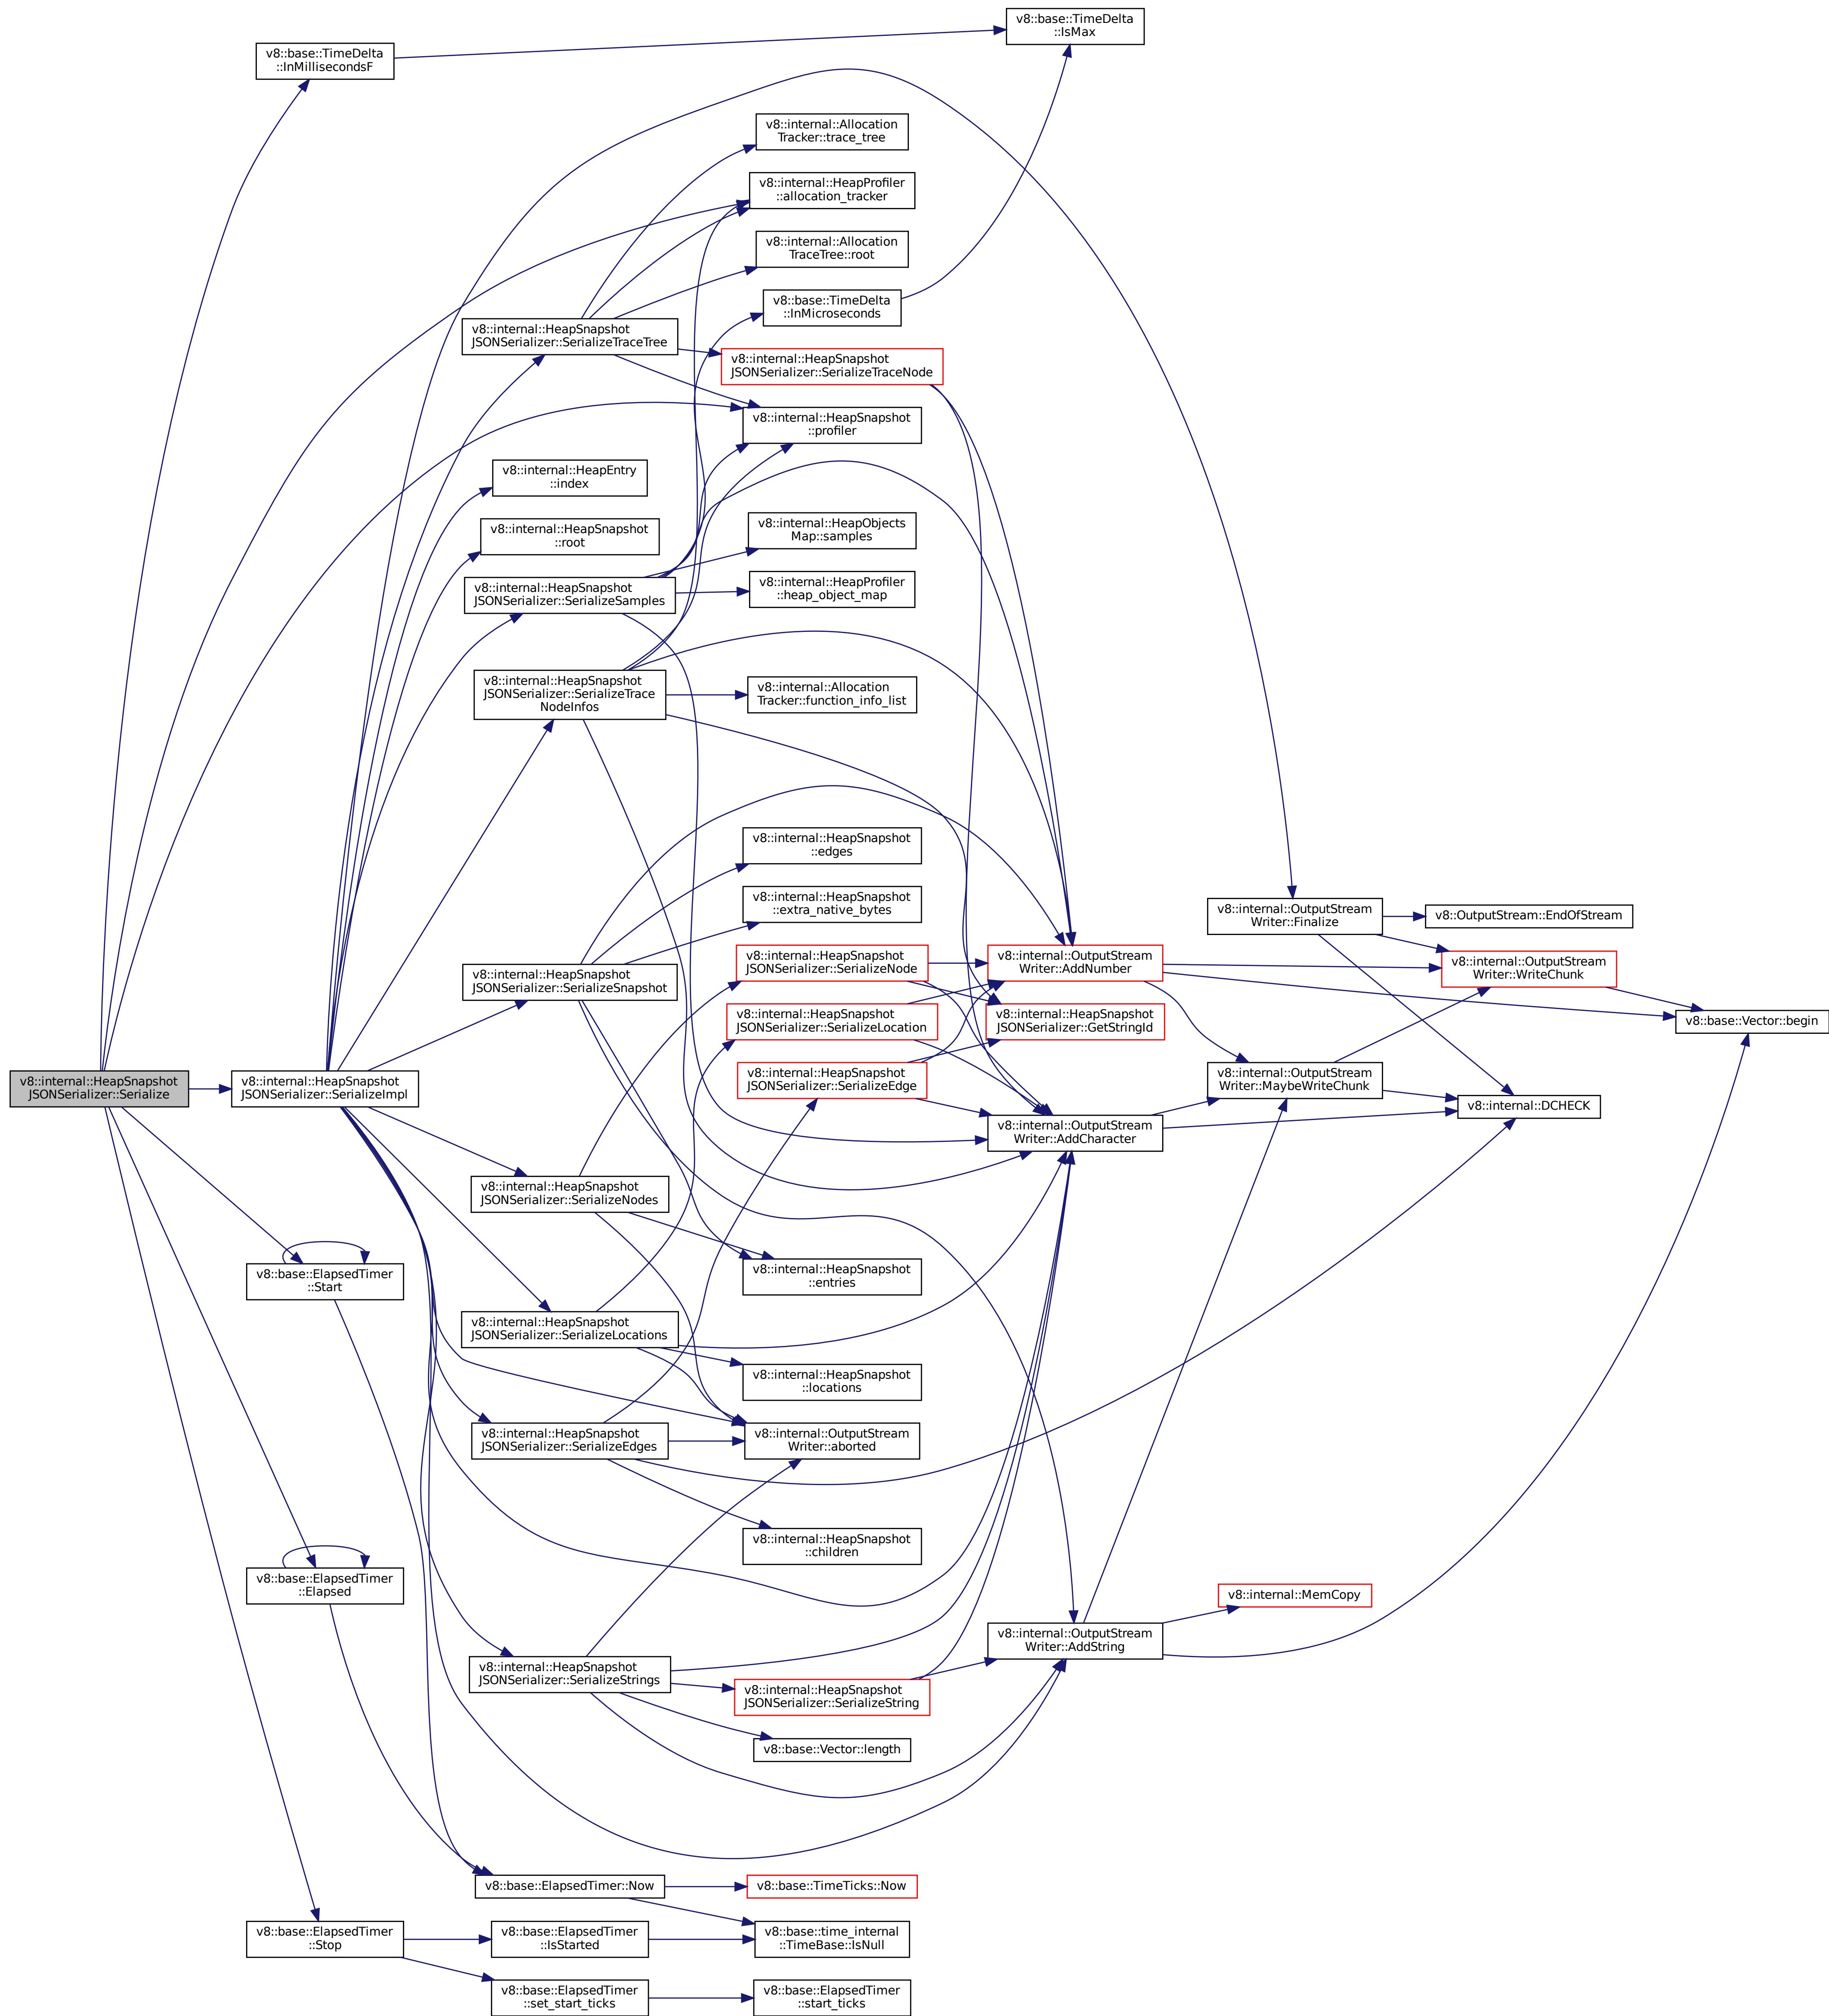 v8::base::TimeDelta
::IsMax
v8::base::TimeDelta
::InMillisecondsF
v8::internal::Allocation
Tracker::trace_tree
v8::internal::HeapProfiler
::allocation_tracker
v8::internal::Allocation
TraceTree::root
v8::base::TimeDelta
::InMicroseconds
v8::internal::HeapSnapshot
JSONSerializer::SerializeTraceTree
v8::internal::HeapSnapshot
JSONSerializer::SerializeTraceNode
v8::internal::HeapSnapshot
::profiler
v8::internal::HeapEntry
::index
v8::internal::HeapSnapshot
::root
v8::internal::HeapObjects
Map::samples
v8::internal::HeapSnapshot
JSONSerializer::SerializeSamples
v8::internal::HeapProfiler
::heap_object_map
v8::internal::HeapSnapshot
JSONSerializer::SerializeTrace
NodeInfos
v8::internal::Allocation
Tracker::function_info_list
v8::internal::HeapSnapshot
::edges
v8::internal::HeapSnapshot
::extra_native_bytes
v8::internal::OutputStream
Writer::Finalize
v8::OutputStream::EndOfStream
v8::internal::HeapSnapshot
JSONSerializer::SerializeSnapshot
v8::internal::HeapSnapshot
JSONSerializer::SerializeNode
v8::internal::OutputStream
Writer::AddNumber
v8::internal::OutputStream
Writer::WriteChunk
v8::internal::HeapSnapshot
JSONSerializer::SerializeLocation
v8::internal::HeapSnapshot
JSONSerializer::GetStringId
v8::base::Vector::begin
v8::internal::HeapSnapshot
JSONSerializer::Serialize
v8::internal::HeapSnapshot
JSONSerializer::SerializeImpl
v8::internal::HeapSnapshot
JSONSerializer::SerializeEdge
v8::internal::OutputStream
Writer::MaybeWriteChunk
v8::internal::DCHECK
v8::internal::OutputStream
Writer::AddCharacter
v8::internal::HeapSnapshot
JSONSerializer::SerializeNodes
v8::base::ElapsedTimer
::Start
v8::internal::HeapSnapshot
::entries
v8::internal::HeapSnapshot
JSONSerializer::SerializeLocations
v8::internal::HeapSnapshot
::locations
v8::internal::HeapSnapshot
JSONSerializer::SerializeEdges
v8::internal::OutputStream
Writer::aborted
v8::internal::HeapSnapshot
::children
v8::base::ElapsedTimer
::Elapsed
v8::internal::MemCopy
v8::internal::OutputStream
Writer::AddString
v8::internal::HeapSnapshot
JSONSerializer::SerializeStrings
v8::internal::HeapSnapshot
JSONSerializer::SerializeString
v8::base::Vector::length
v8::base::ElapsedTimer::Now
v8::base::TimeTicks::Now
v8::base::ElapsedTimer
::Stop
v8::base::ElapsedTimer
::IsStarted
v8::base::time_internal
::TimeBase::IsNull
v8::base::ElapsedTimer
::set_start_ticks
v8::base::ElapsedTimer
::start_ticks